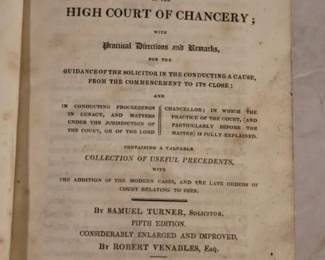 HIGH COURT OF CHANCERY;
WITH
Practical Directions and Remarks,
FOR THE
GUIDANCE OF THE SOLICITOR IN THE CONDUCTING A CAUSE,
FROM THE COMMENCEMENT TO ITS CLOSE:
AND
IN CONDUCTING PROCEEDINGS
IN LUNACY, AND MATTERS
UNDER THE JURISDICTION OF
THE COURT, OR OF THE LORD
CHANCELLOR; IN WHICH THE
PRACTICE OF THE COURT, (AND
PARTICULARLY BEFORE THE
MASTER) IS FULLY EXPLAINED.
CONTAINING A VALUABLE
COLLECTION OF USEFUL PRECEDENTS,
WITH
THE ADDITION OF THE MODERN CASES, AND THE LATE ORDERS OF
COURT RELATING TO FEES.
BY SAMUEL TURNER, SOLICITOR.
FIFTH EDITION,
CONSIDERABLY ENLARGED AND IMPROVED,
BY ROBERT VENABLES, ESQ.